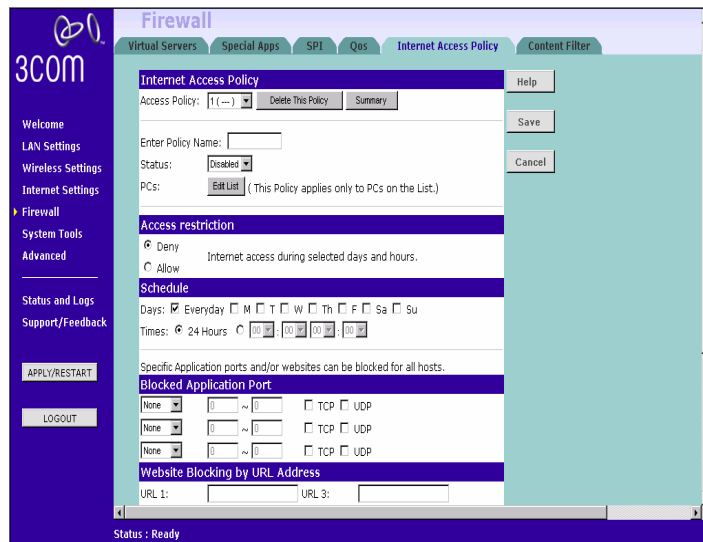 3COM
Welcome
LAN Settings
Wireless Settings
Internet Settings
Firewall
System Tools
Advanced
Status and Logs
Support/Feedback
APPLY/RESTART
LOGOUT
Firewall
Virtual Servers Special Apps SPI Qos Internet Access Policy Content Filter
Internet Access Policy
Access Policy: 1 ( --- ) Delete This Policy Summary
Enter Policy Name:
Status: Disabled
PCs: Edit List ( This Policy applies only to PCs on the List.)
Access restriction
Deny
Internet access during selected days and hours.
Allow
Schedule
Days: Everyday M T W Th F Sa Su
Times: 24 Hours 00 : 00 00 : 00
Specific Application ports and/or websites can be blocked for all hosts.
Blocked Application Port
None 0 ~ 0 TCP UDP
None 0 ~ 0 TCP UDP
None 0 ~ 0 TCP UDP
Website Blocking by URL Address
URL 1: URL 3:
Help
Save
Cancel
Status : Ready